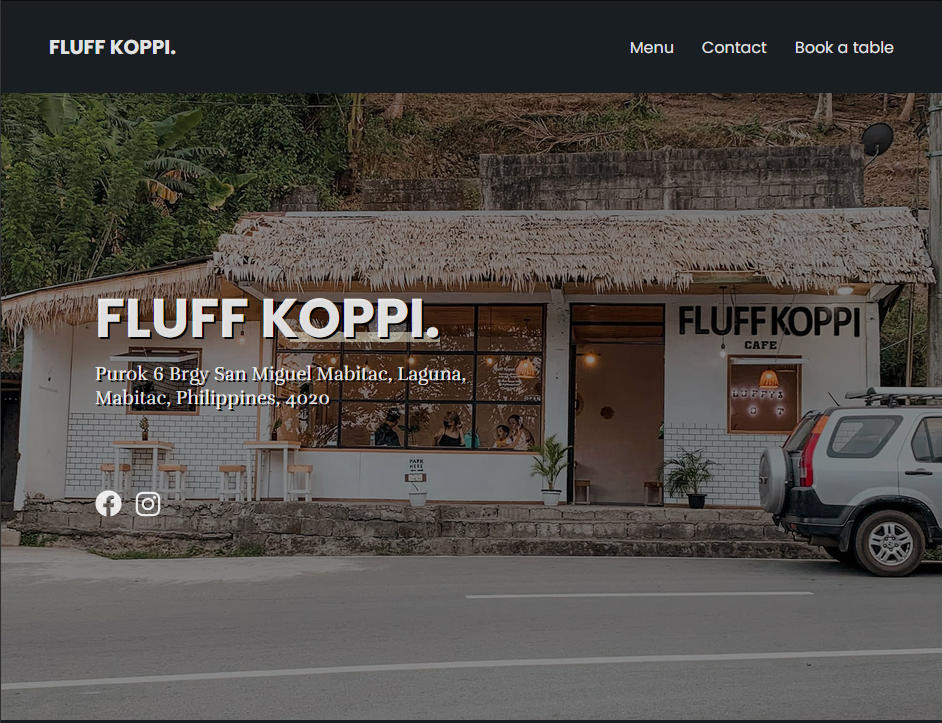 FLUFF KOPPI.
Menu Contact Book a table
FLUFF KOPPI.
Purok 6 Brgy San Miguel Mabitac, Laguna,
Mabitac, Philippines, 4020
FLUFF KOPPI
CAFE
PARK
HERE